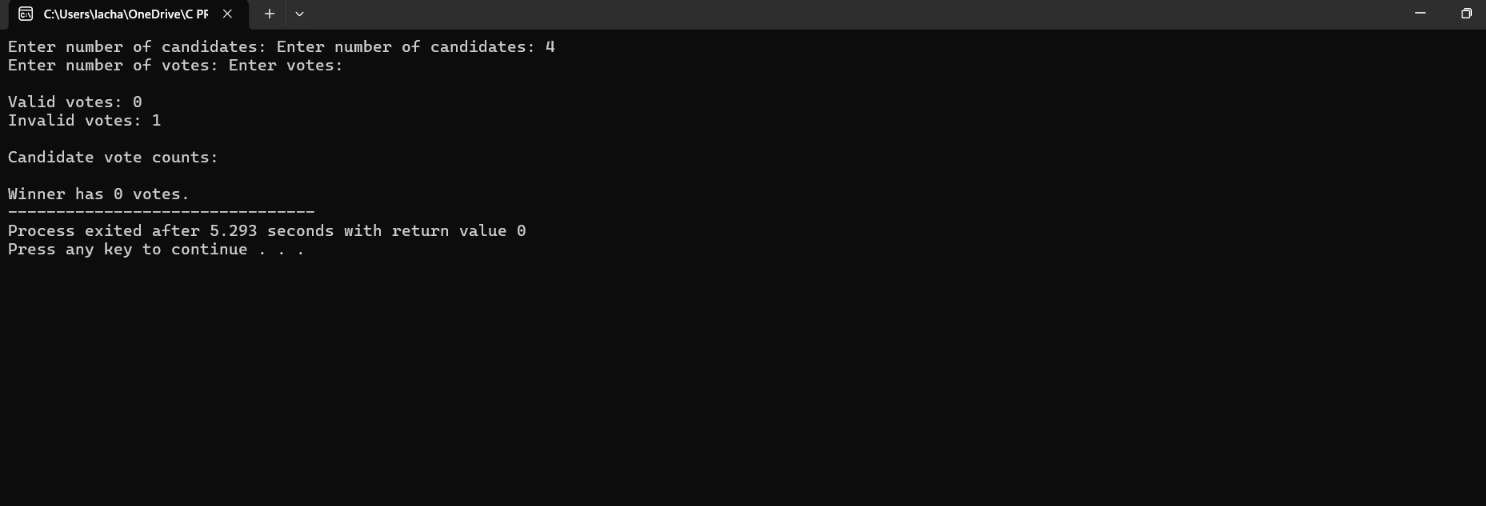 C:\Users\lacha\OneDrive\C PF
Enter number of candidates: Enter number of candidates: 4
Enter number of votes: Enter votes:
Valid votes: 0
Invalid votes: 1
Candidate vote counts:
Winner has 0 votes.
--------------------------------
Process exited after 5.293 seconds with return value 0
Press any key to continue . . .